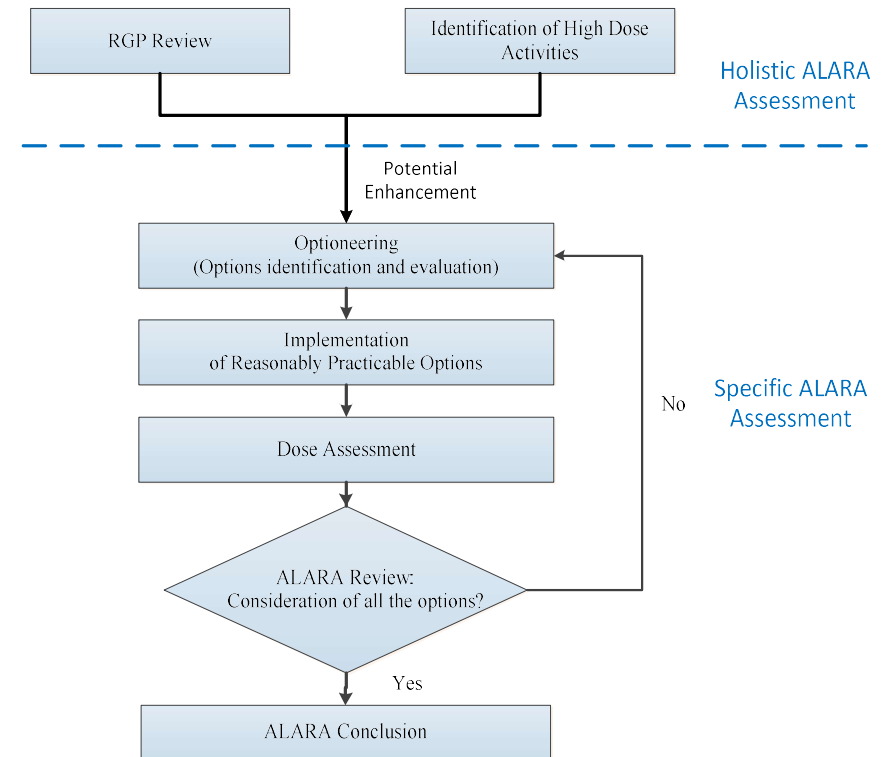 RGP Review
Identification of High Dose
Activities
Holistic ALARA
Assessment
Potential
Enhancement
Optioneering
(Options identification and evaluation)
Implementation
of Reasonably Practicable Options
No
Specific ALARA
Assessment
Dose Assessment
ALARA Review:
Consideration of all the options?
Yes
ALARA Conclusion